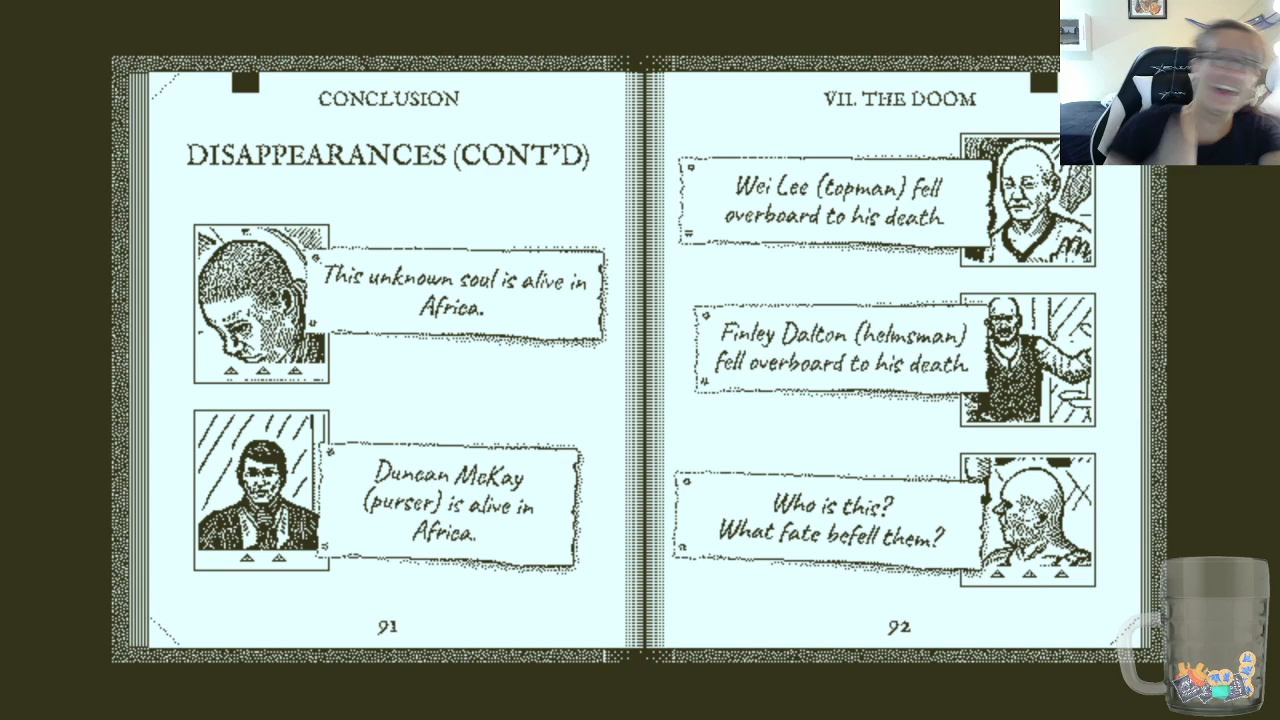 CONCLUSION
DISAPPEARANCES (CONT'D)
This unknown soul is alive in
Africa.
Duncan McKay
(purser) is alive in
Africa.
91
VII. THE DOOM
Wei Lee (topman) fell
overboard to his death
Finley Dalton (helmsman)
fell overboard to his death
Who is this?
What fate befell them?
92